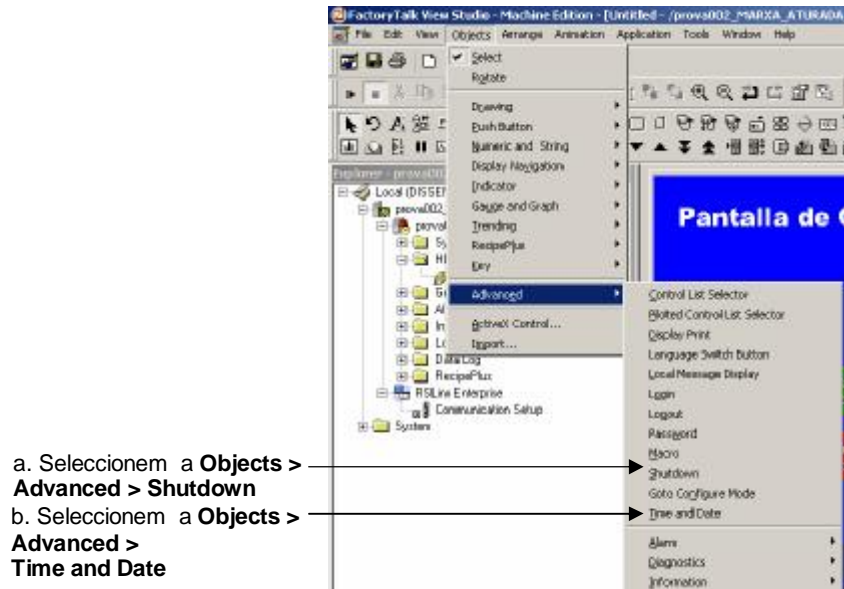 FactoryTalk View Studio - Machine Edition - [Untitled - /prova002_MARXA_ATURADA
File Edit View Objects Arrange Animation Application Tools Window Help
Select
Rotate
Drawing
Push Button
Numeric and String
Display Navigation
Indicator
Gauge and Graph
Trending
RecipePlus
Key
Advanced
ActiveX Control...
Import...
Control List Selector
Piloted Control List Selector
Display Print
Language Switch Button
Local Message Display
Login
Logout
Password
Macro
Shutdown
Goto Configure Mode
Time and Date
Alarm
Diagnostics
Information
Local (DISSE
prova002_
prova
Sy
Data Log
RecipePlus
RSLinx Enterprise
Communication Setup
System
Pantalla de
a. Seleccionem a Objects >
Advanced > Shutdown
b. Seleccionem a Objects >
Advanced >
Time and Date